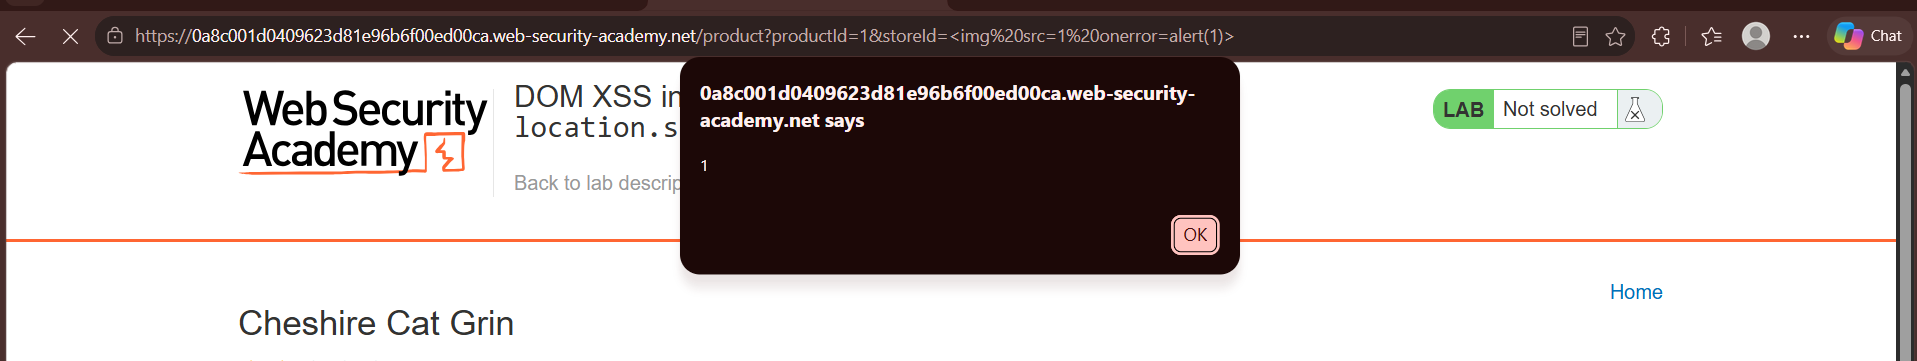 https://0a8c001d0409623d81e96b6f00ed00ca.web-security-academy.net/product?productId=1&storeId=<img%20src=1%20onerror=alert(1)>
Chat
Web Security
Academy
DOM XSS in
location.s
Back to lab descrip
0a8c001d0409623d81e96b6f00ed00ca.web-security-
academy.net says
1
OK
LAB Not solved
Home
Cheshire Cat Grin